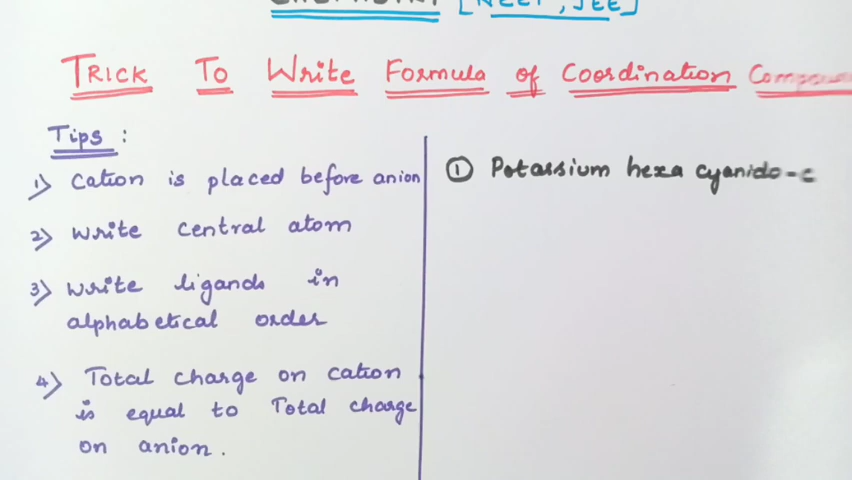 [NEET, JEE]
TRICK TO Write Formula of Coordination
Tips :
1) Cation is placed before anion
2) Write central atom
3) Write ligands in
alphabetical order
4) Total charge on cation
is equal to Total charge
on anion.
① Potassium hexa cyanido-c